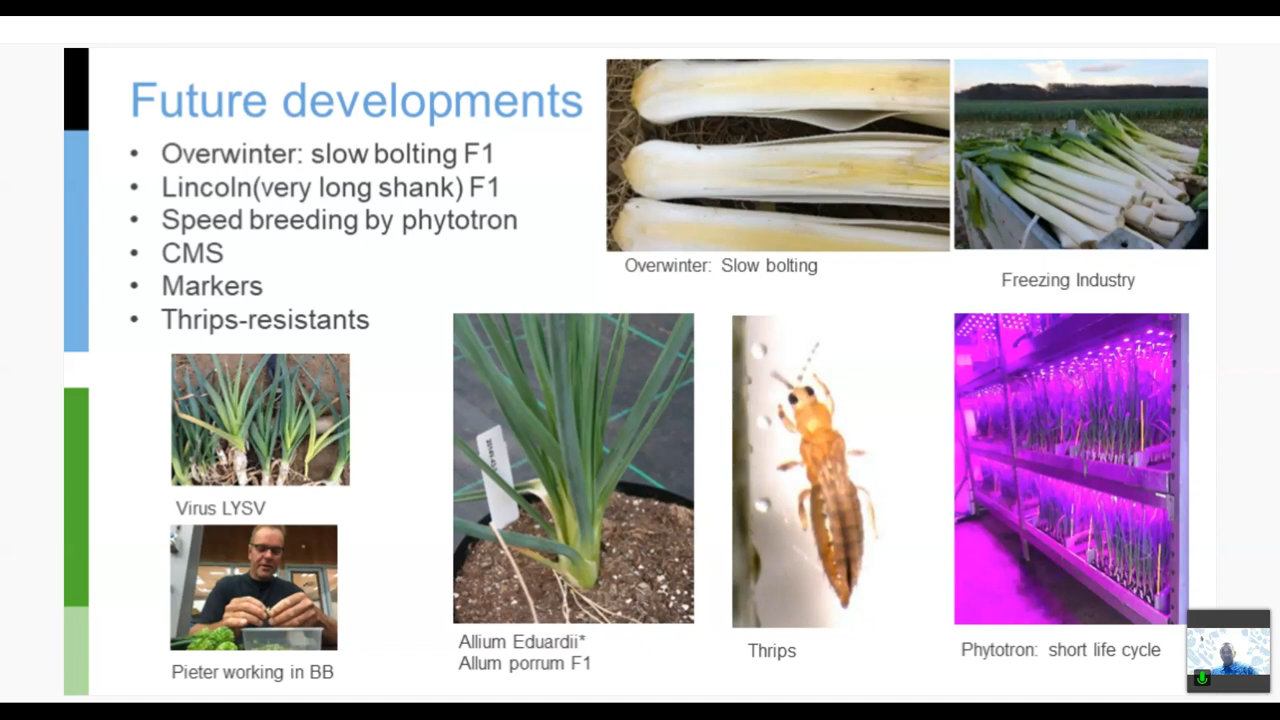 Future developments
• Overwinter: slow bolting F1
• Lincoln(very long shank) F1
• Speed breeding by phytotron
• CMS
• Markers
• Thrips-resistants
Overwinter: Slow bolting
Freezing Industry
Virus LYSV
Pieter working in BB
Allium Eduardii*
Allum porrum F1
Thrips
Phytotron: short life cycle